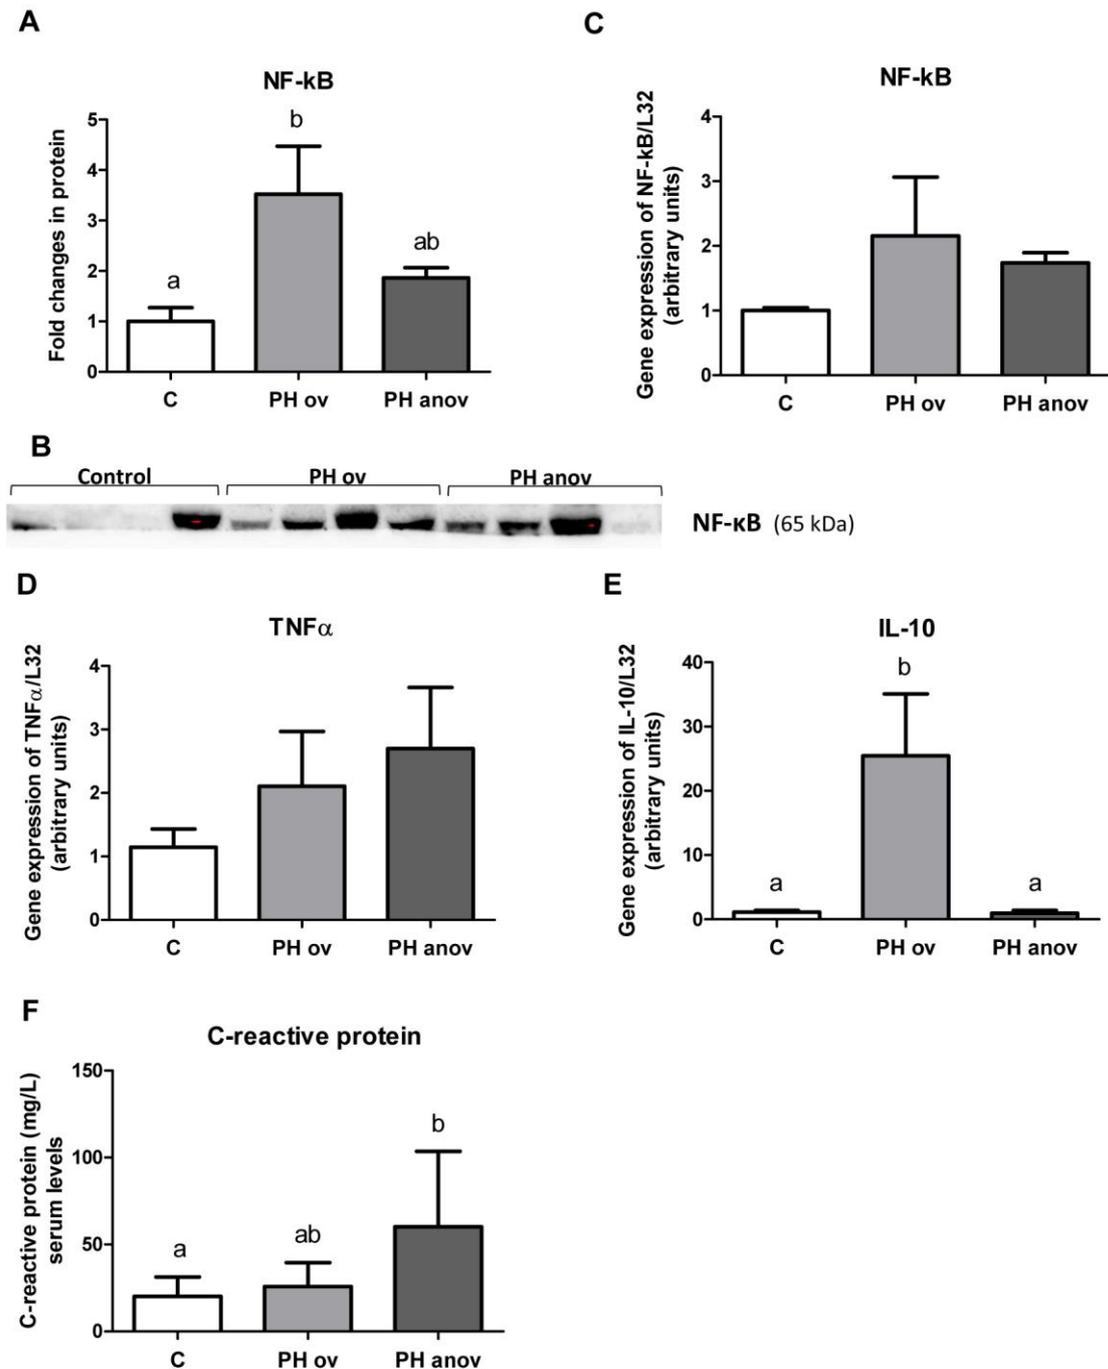 A
NF-kB
Fold changes in protein
5
4
3
2
1
0
a
b
ab
C
PH ov
PH anov
C
NF-kB
Gene expression of NF-kB/L32
(arbitrary units)
4
3
2
1
0
C
PH ov
PH anov
B
Control
PH ov
PH anov
NF-κB (65 kDa)
D
TNFα
Gene expression of TNFα/L32
(arbitrary units)
4
3
2
1
0
C
PH ov
PH anov
E
IL-10
Gene expression of IL-10/L32
(arbitrary units)
40
30
20
10
0
a
b
a
C
PH ov
PH anov
F
C-reactive protein
C-reactive protein (mg/L)
serum levels
150
100
50
0
a
ab
b
C
PH ov
PH anov